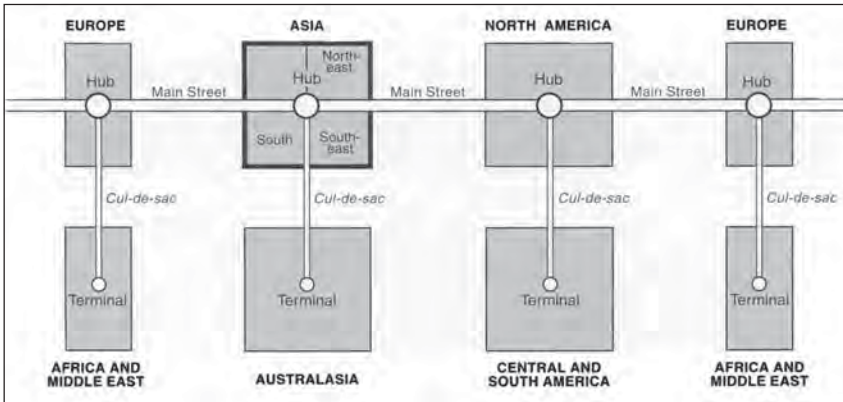 EUROPE
ASIA
NORTH AMERICA
EUROPE
North-
east
Hub
Hub
Hub
Hub
Main Street
Main Street
Main Street
South
South-
east
Cul-de-sac
Cul-de-sac
Cul-de-sac
Cul-de-sac
Terminal
Terminal
Terminal
Terminal
AFRICA AND
MIDDLE EAST
AUSTRALASIA
CENTRAL AND
SOUTH AMERICA
AFRICA AND
MIDDLE EAST